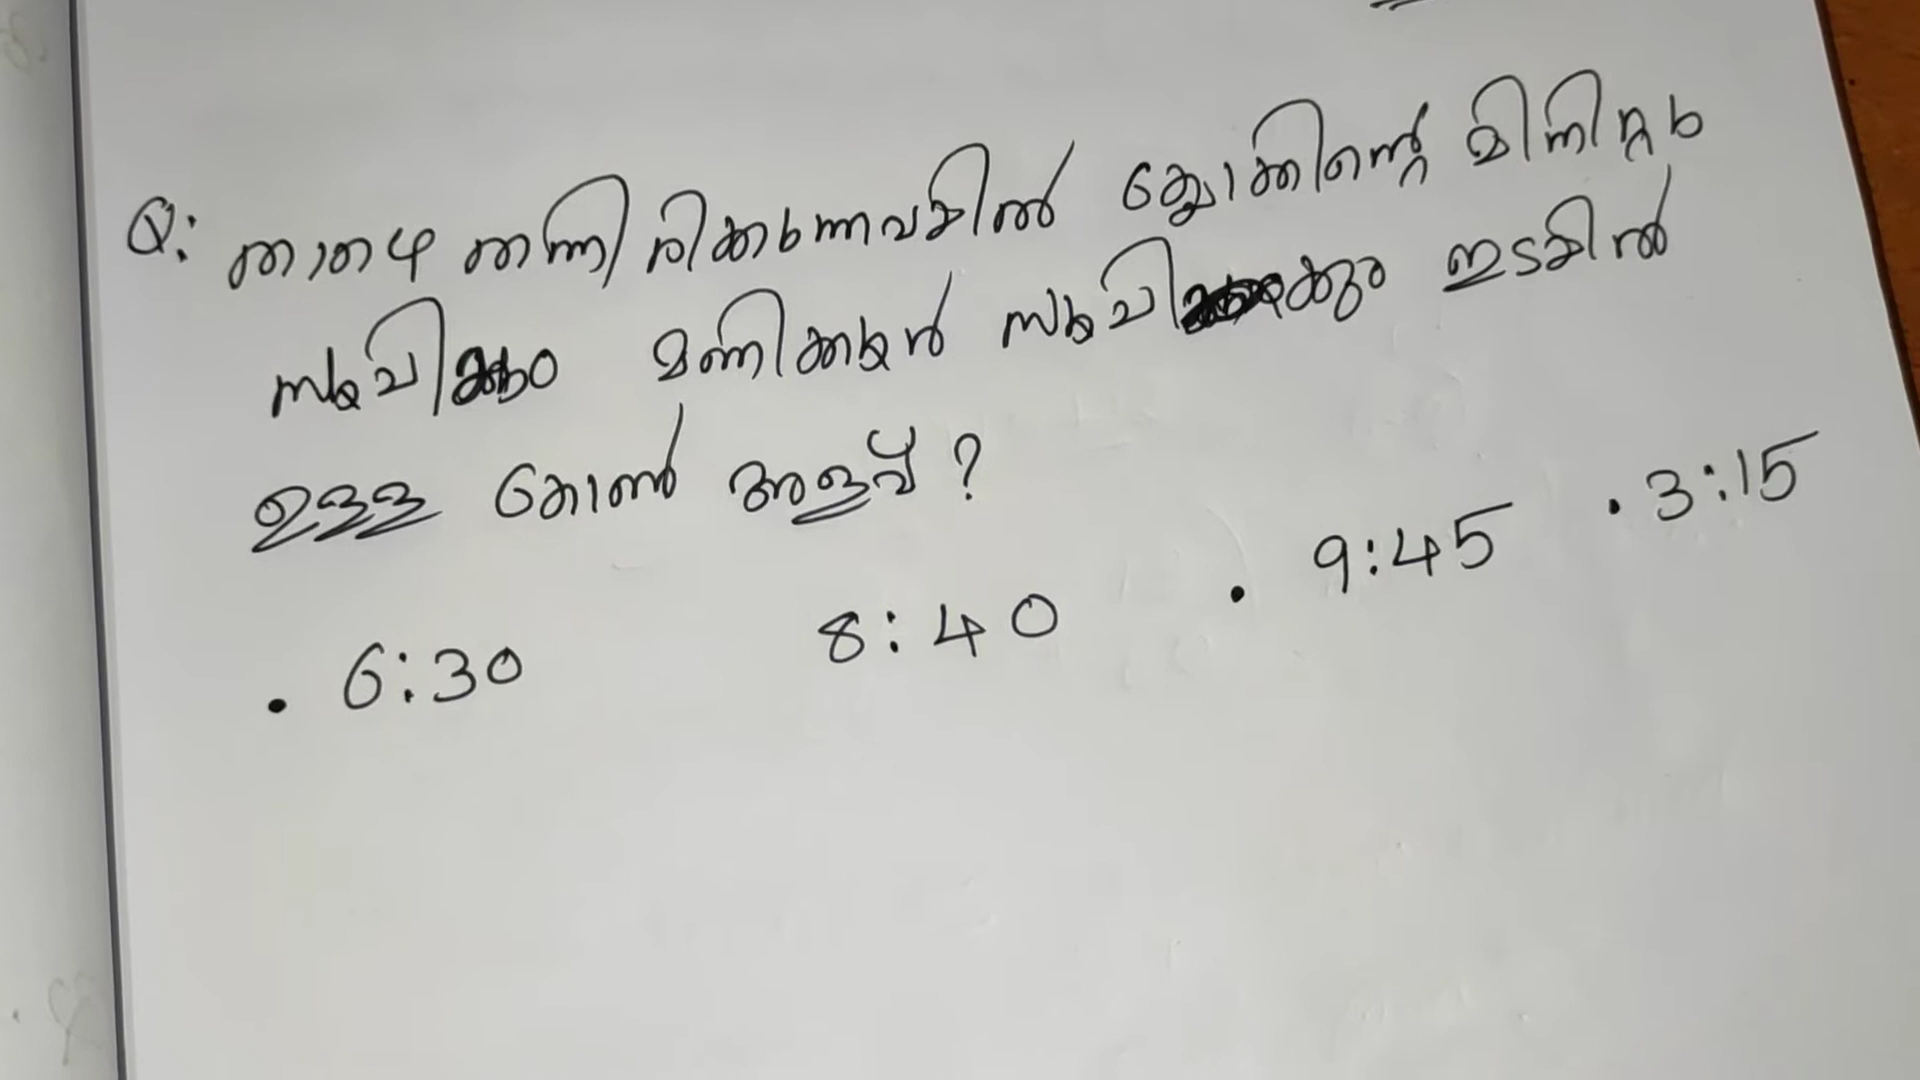 Q: താഴെ തന്നിരിക്കുന്നവയിൽ ക്ലോക്കിന്റെ മിനിറ്റു
സൂചിക്കും മണിക്കൂർ സൂചിക്കും ഇടയിൽ
ഉള്ള കോൺ അളവ് ?
. 6:30 8:40 . 9:45 . 3:15